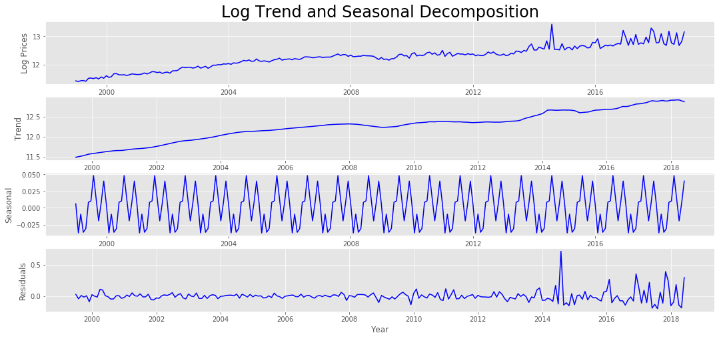 Log Trend and Seasonal Decomposition
Log Prices
13
12
2000 2004 2008 2012 2016
Trend
12.5
12.0
11.5
2000 2002 2004 2006 2008 2010 2012 2014 2016 2018
Seasonal
0.050
0.025
0.000
−0.025
2000 2004 2008 2012 2016
Residuals
0.5
0.0
2000 2002 2004 2006 2008 2010 2012 2014 2016 2018
Year